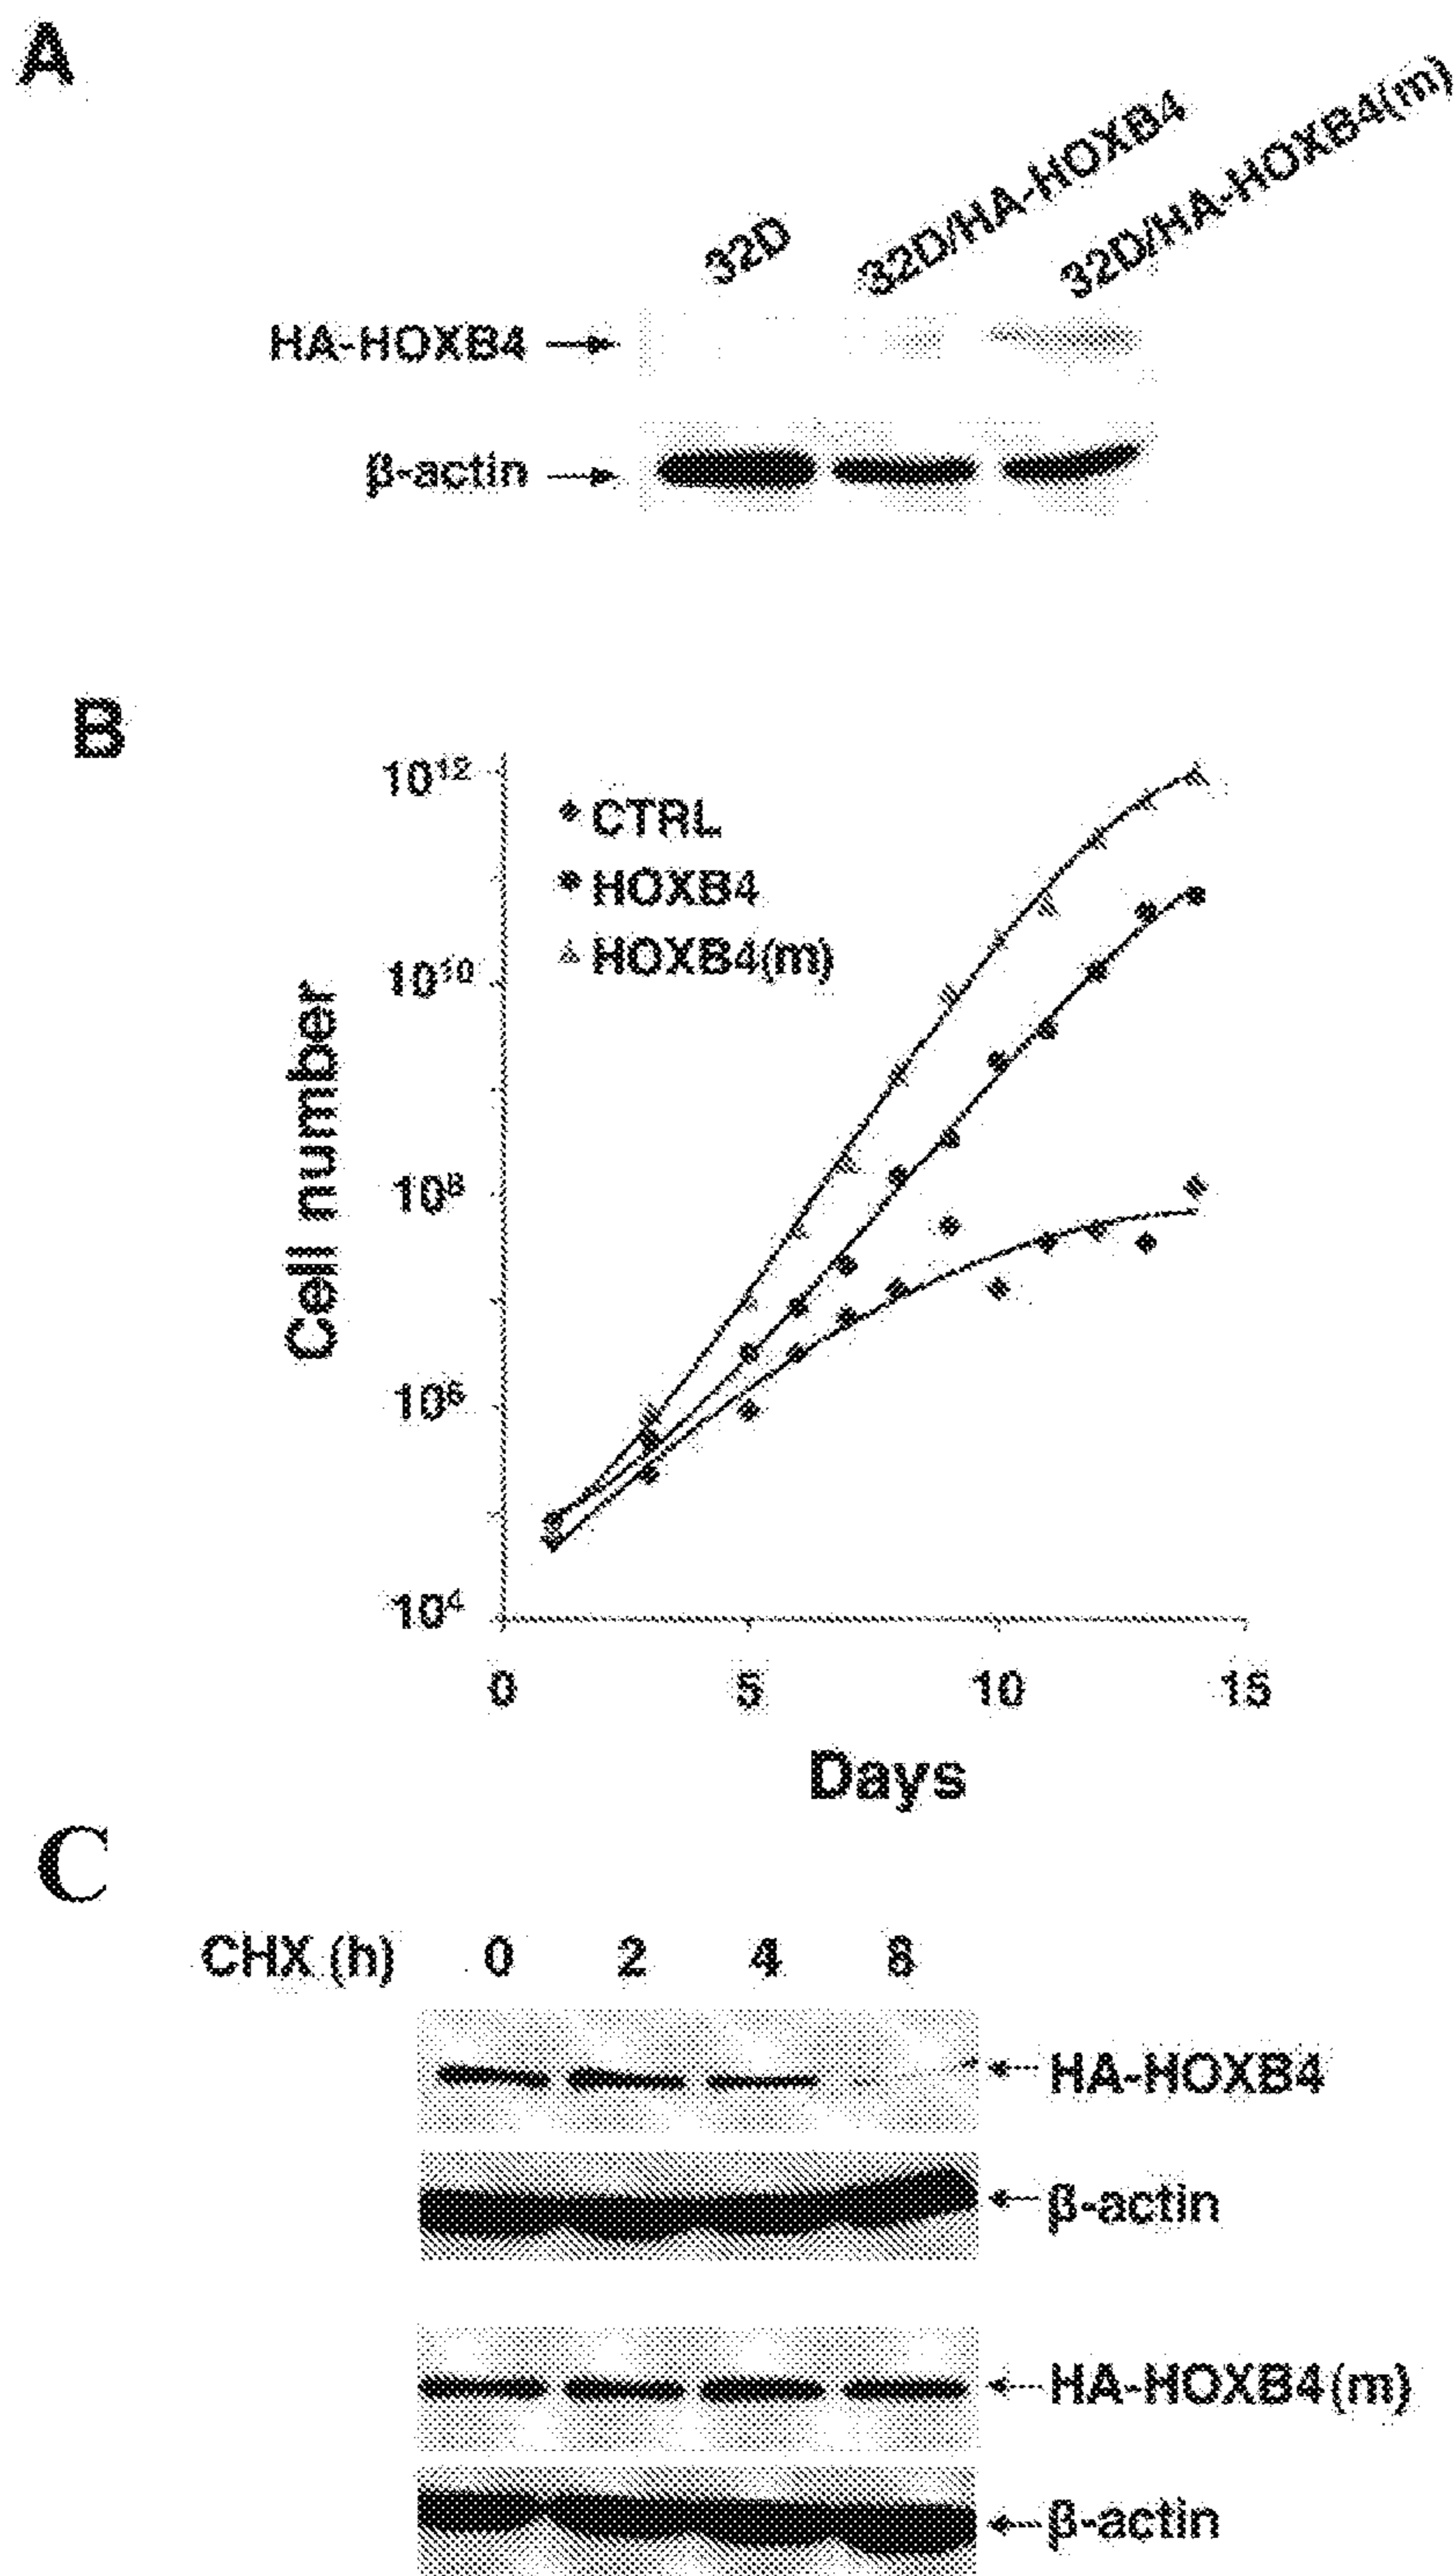 A
32D
32D/HA-HOXB4
32D/HA-HOXB4(m)
HA-HOXB4
β-actin
B
10¹²
CTRL
HOXB4
HOXB4(m)
10¹⁰
10⁸
10⁶
10⁴
Cell number
0 5 10 15
Days
C
CHX (h) 0 2 4 8
HA-HOXB4
β-actin
HA-HOXB4(m)
β-actin